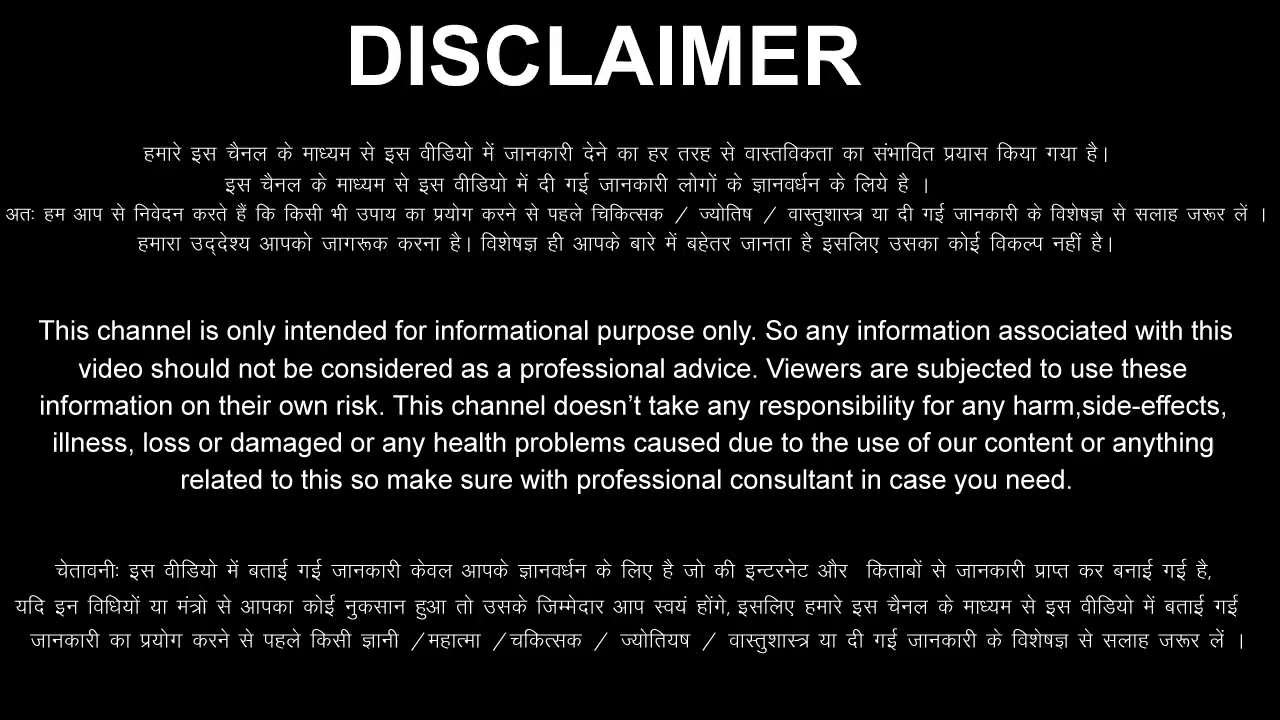 DISCLAIMER
हमारे इस चैनल के माध्यम से इस वीडियो में जानकारी देने का हर तरह से वास्तविकता का संभावित प्रयास किया गया है।
इस चैनल के माध्यम से इस वीडियो में दी गई जानकारी लोगों के ज्ञानवर्धन के लिये है ।
अतः हम आप से निवेदन करते हैं कि किसी भी उपाय का प्रयोग करने से पहले चिकित्सक / ज्योतिष / वास्तुशास्त्र या दी गई जानकारी के विशेषज्ञ से सलाह जरूर लें ।
हमारा उद्देश्य आपको जागरूक करना है। विशेषज्ञ ही आपके बारे में बहेतर जानता है इसलिए उसका कोई विकल्प नहीं है।
This channel is only intended for informational purpose only. So any information associated with this
video should not be considered as a professional advice. Viewers are subjected to use these
information on their own risk. This channel doesn’t take any responsibility for any harm,side-effects,
illness, loss or damaged or any health problems caused due to the use of our content or anything
related to this so make sure with professional consultant in case you need.
चेतावनीः इस वीडियो में बताई गई जानकारी केवल आपके ज्ञानवर्धन के लिए है जो की इन्टरनेट और किताबों से जानकारी प्राप्त कर बनाई गई है,
यदि इन विधियों या मंत्रो से आपका कोई नुकसान हुआ तो उसके जिम्मेदार आप स्वयं होंगे, इसलिए हमारे इस चैनल के माध्यम से इस वीडियो में बताई गई
जानकारी का प्रयोग करने से पहले किसी ज्ञानी /महात्मा /चकित्सक / ज्योतियष / वास्तुशास्त्र या दी गई जानकारी के विशेषज्ञ से सलाह जरूर लें ।